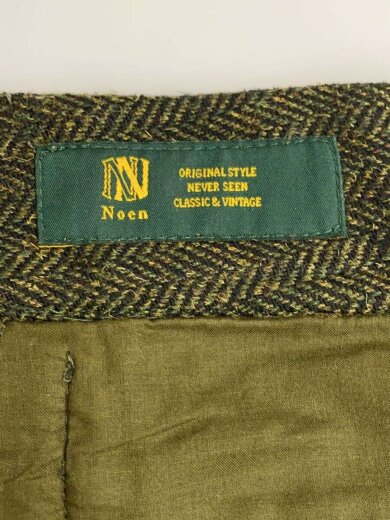 N
Noen
ORIGINAL STYLE
NEVER SEEN
CLASSIC & VINTAGE